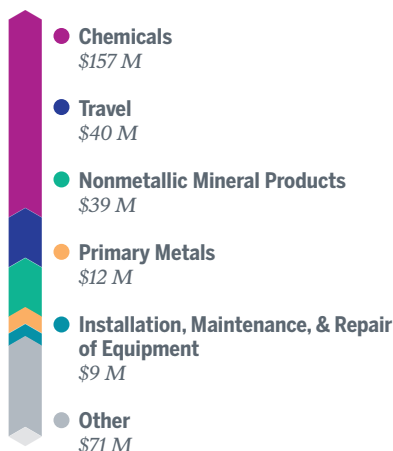 Chemicals
$157 M
Travel
$40 M
Nonmetallic Mineral Products
$39 M
Primary Metals
$12 M
Installation, Maintenance, & Repair
of Equipment
$9 M
Other
$71 M